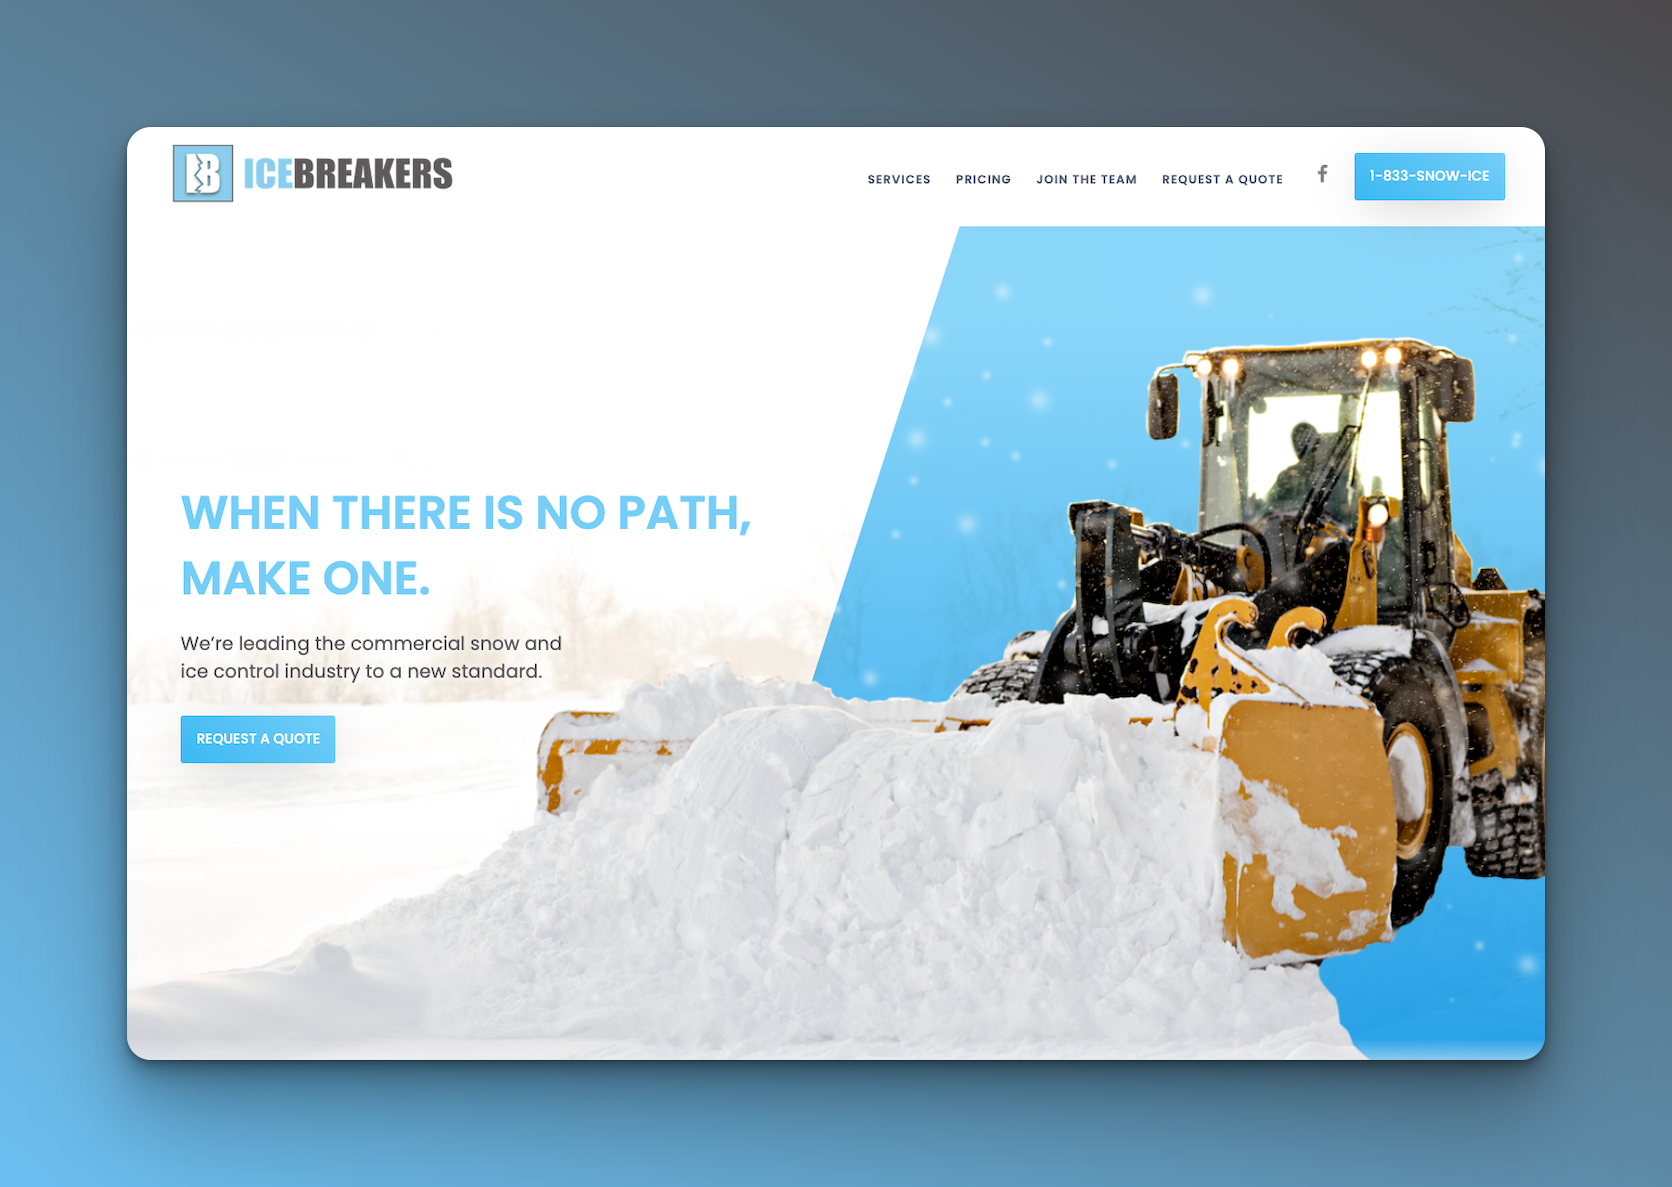 IB ICEBREAKERS
SERVICES PRICING JOIN THE TEAM REQUEST A QUOTE f 1-833-SNOW-ICE
WHEN THERE IS NO PATH,
MAKE ONE.
We’re leading the commercial snow and
ice control industry to a new standard.
REQUEST A QUOTE